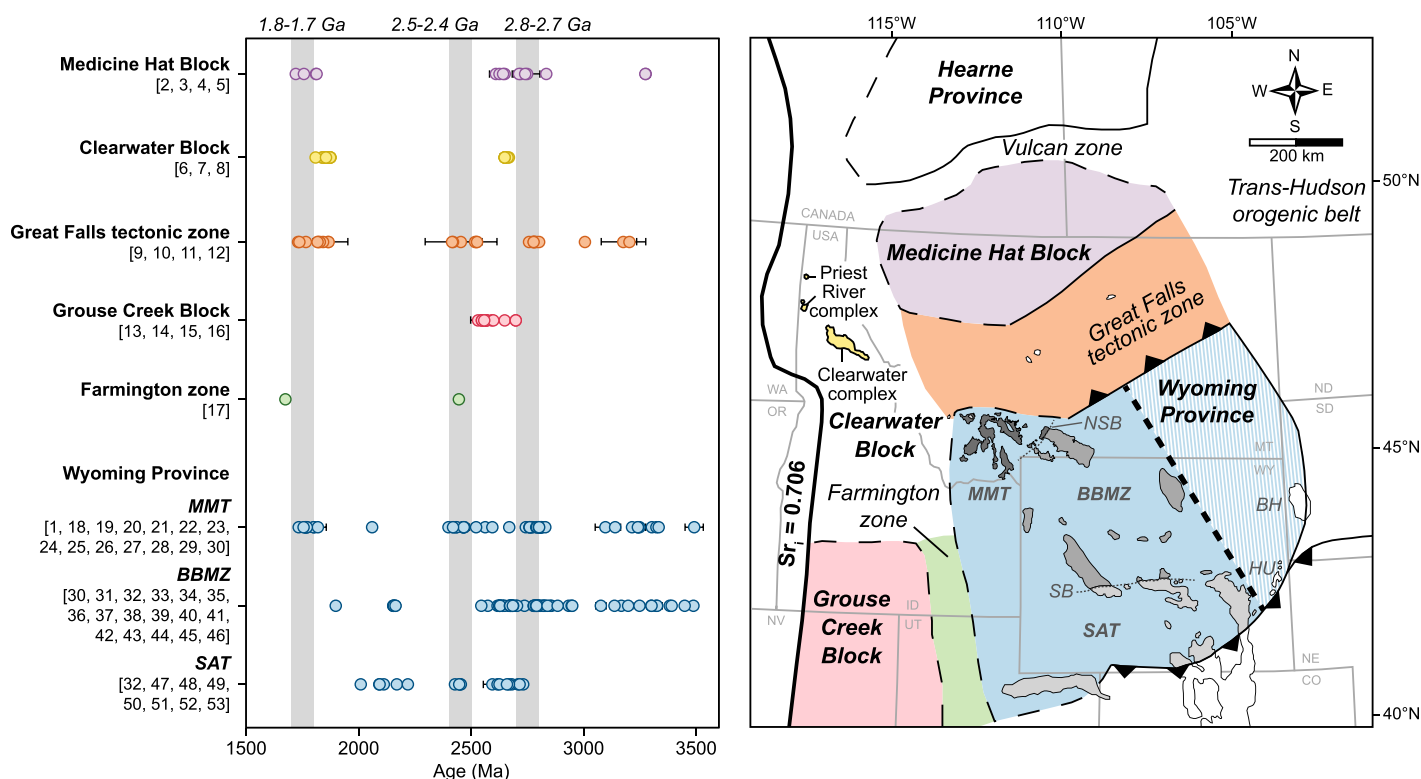 1.8-1.7 Ga
2.5-2.4 Ga
2.8-2.7 Ga
Medicine Hat Block
[2, 3, 4, 5]
Clearwater Block
[6, 7, 8]
Great Falls tectonic zone
[9, 10, 11, 12]
Grouse Creek Block
[13, 14, 15, 16]
Farmington zone
[17]
Wyoming Province
MMT
[1, 18, 19, 20, 21, 22, 23,
24, 25, 26, 27, 28, 29, 30]
BBMZ
[30, 31, 32, 33, 34, 35,
36, 37, 38, 39, 40, 41,
42, 43, 44, 45, 46]
SAT
[32, 47, 48, 49,
50, 51, 52, 53]
1500
2000
2500
3000
3500
Age (Ma)
115°W
110°W
105°W
Hearne
Province
N
W
E
S
200 km
Vulcan zone
50°N
Trans-Hudson
orogenic belt
CANADA
USA
Medicine Hat Block
Priest
River
complex
Great Falls
tectonic zone
Clearwater
complex
WA
OR
Wyoming
Province
ND
SD
Clearwater
Block
NSB
45°N
MT
WY
Farmington
zone
MMT
BBMZ
BH
Sri = 0.706
HU
SB
Grouse
Creek
Block
ID
UT
NV
SAT
NE
CO
40°N